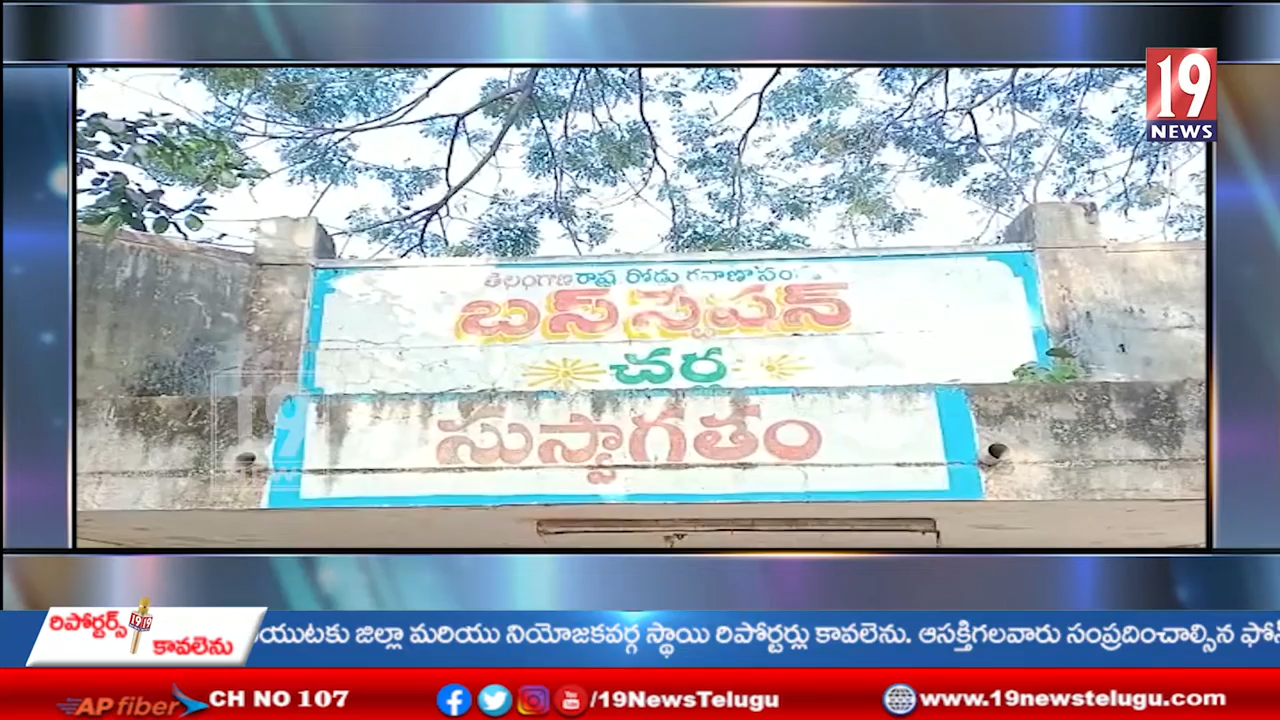 19
NEWS
తెలంగాణ రాష్ట్ర రోడ్డు రవాణా సం
బస్ స్టేషన్
చర్ల
సుస్వాగతం
రిపోర్టర్స్
కావలెను
యుటకు జిల్లా మరియు నియోజకవర్గ స్థాయి రిపోర్టర్లు కావలెను. ఆసక్తిగలవారు సంప్రదించాల్సిన
AP fiber CH NO 107 /19NewsTelugu www.19newstelugu.com